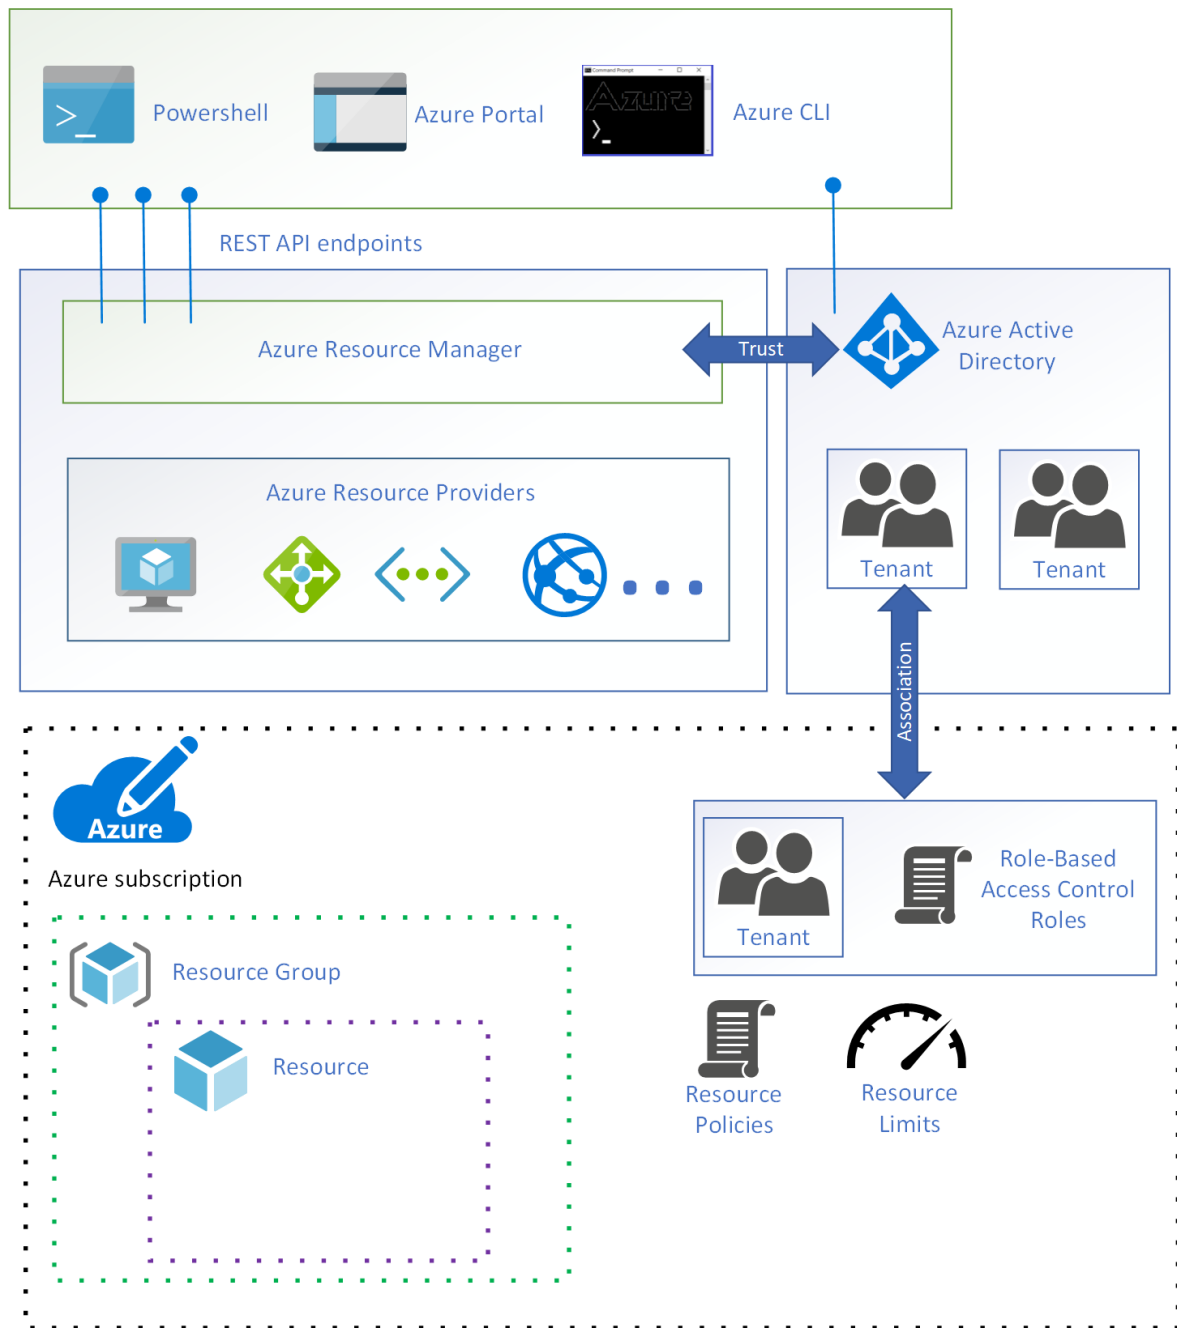 Command Prompt
Azure
Powershell
Azure Portal
Azure CLI
REST API endpoints
Azure Resource Manager
Trust
Azure Active
Directory
Azure Resource Providers
Tenant
Tenant
Association
Azure
Azure subscription
Resource Group
Resource
Tenant
Role-Based
Access Control
Roles
Resource
Policies
Resource
Limits